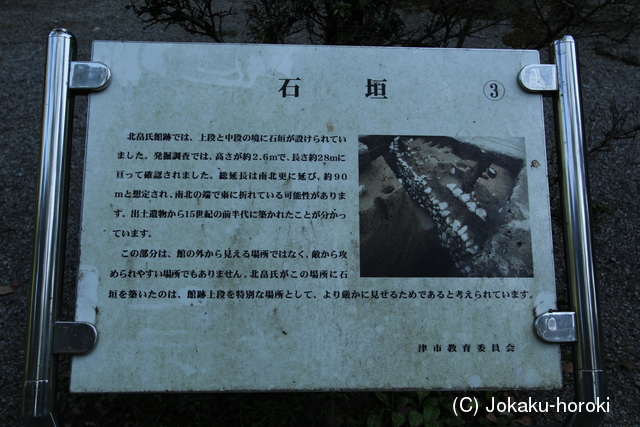 石垣
③
北畠氏館跡では、上段と中段の境に石垣が設けられてい
ました。発掘調査では、高さが約2.6mで、長さ約28mに
亘って確認されました。総延長は南北更に延び、約90
mと想定され、南北の端で東に折れている可能性がありま
す。出土遺物から15世紀の前半代に築かれたことが分かっ
ています。
この部分は、館の外から見える場所ではなく、敵から攻
められやすい場所でもありません。北畠氏がこの場所に石
垣を築いたのは、館跡上段を特別な場所として、より厳かに見せるためであると考えられています。
津市教育委員会
(C) Jokaku-horoki